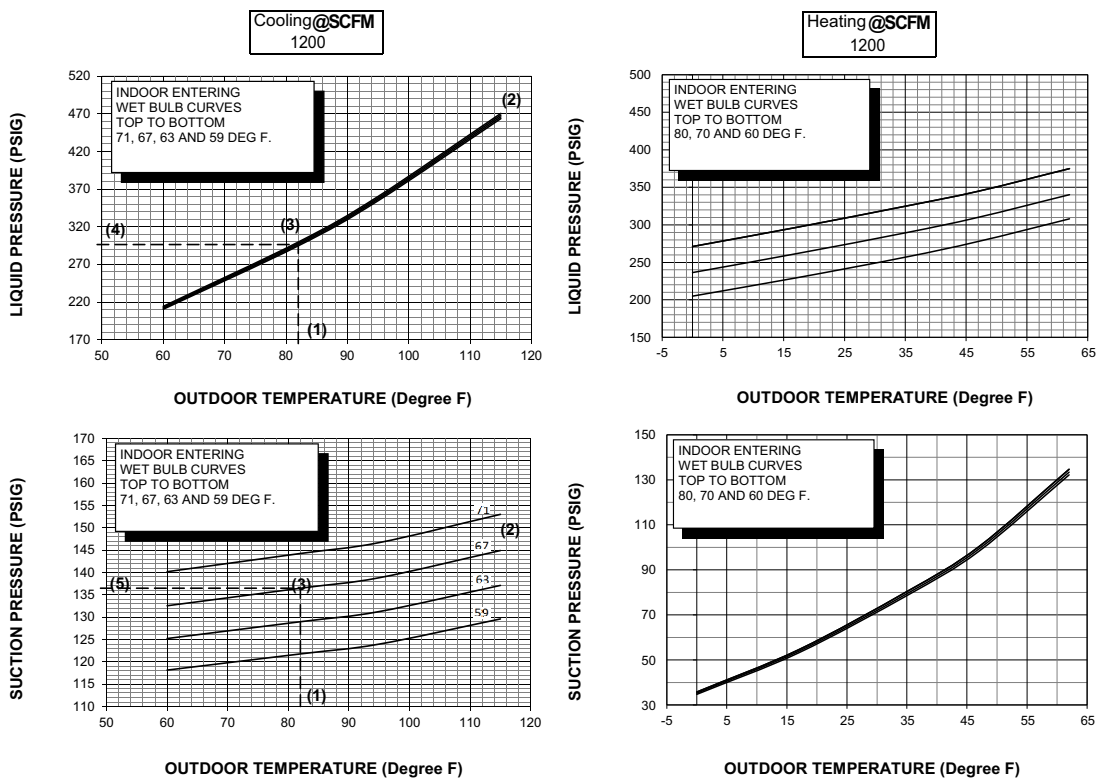 Cooling@SCFM
1200
Heating@SCFM
1200
LIQUID PRESSURE (PSIG)
520
470
420
370
320
270
220
170
INDOOR ENTERING
WET BULB CURVES
TOP TO BOTTOM
71, 67, 63 AND 59 DEG F.
(2)
(3)
(4)
(1)
50 60 70 80 90 100 110 120
OUTDOOR TEMPERATURE (Degree F)
LIQUID PRESSURE (PSIG)
500
450
400
350
300
250
200
150
INDOOR ENTERING
WET BULB CURVES
TOP TO BOTTOM
80, 70 AND 60 DEG F.
-5 5 15 25 35 45 55 65
OUTDOOR TEMPERATURE (Degree F)
SUCTION PRESSURE (PSIG)
170
165
160
155
150
145
140
135
130
125
120
115
110
INDOOR ENTERING
WET BULB CURVES
TOP TO BOTTOM
71, 67, 63 AND 59 DEG F.
71
(2)
67
(5)
(3)
63
59
(1)
50 60 70 80 90 100 110 120
OUTDOOR TEMPERATURE (Degree F)
SUCTION PRESSURE (PSIG)
150
130
110
90
70
50
30
INDOOR ENTERING
WET BULB CURVES
TOP TO BOTTOM
80, 70 AND 60 DEG F.
-5 5 15 25 35 45 55 65
OUTDOOR TEMPERATURE (Degree F)